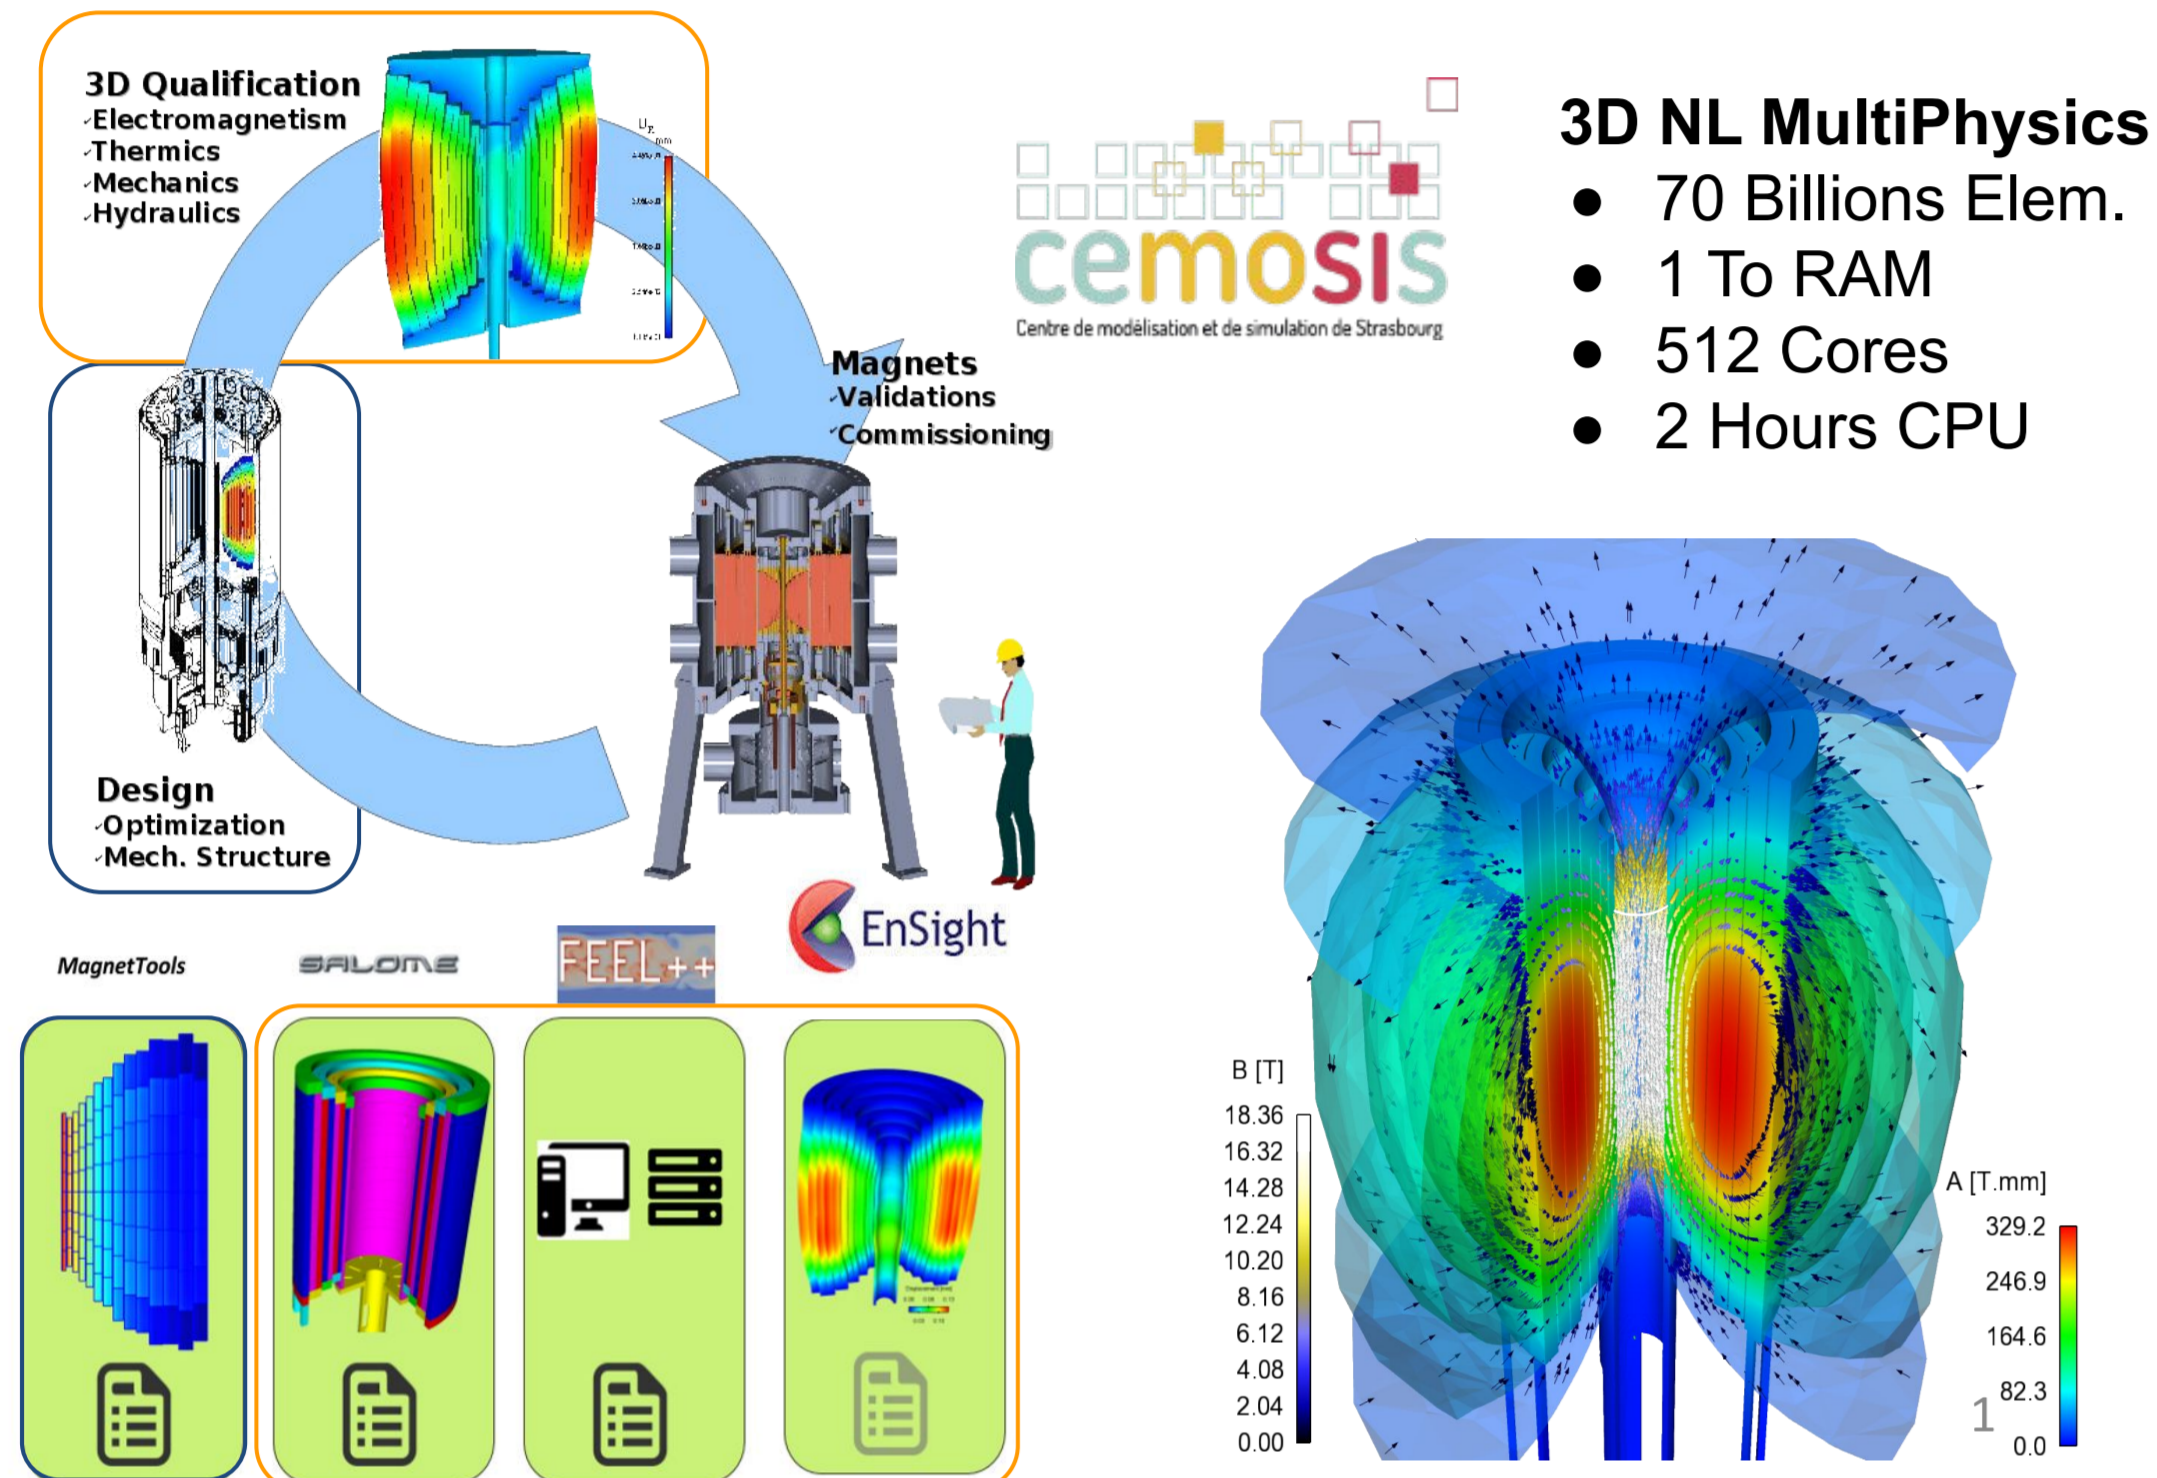 3D Qualification
✓Electromagnetism
✓Thermics
✓Mechanics
✓Hydraulics
U
mm
cemosis
Centre de modélisation et de simulation de Strasbourg
3D NL MultiPhysics
● 70 Billions Elem.
● 1 To RAM
● 512 Cores
● 2 Hours CPU
Magnets
✓Validations
✓Commissioning
Design
✓Optimization
✓Mech. Structure
MagnetTools
SALOME
FEEL++
EnSight
B [T]
18.36
16.32
14.28
12.24
10.20
8.16
6.12
4.08
2.04
0.00
A [T.mm]
329.2
246.9
164.6
82.3
0.0
1